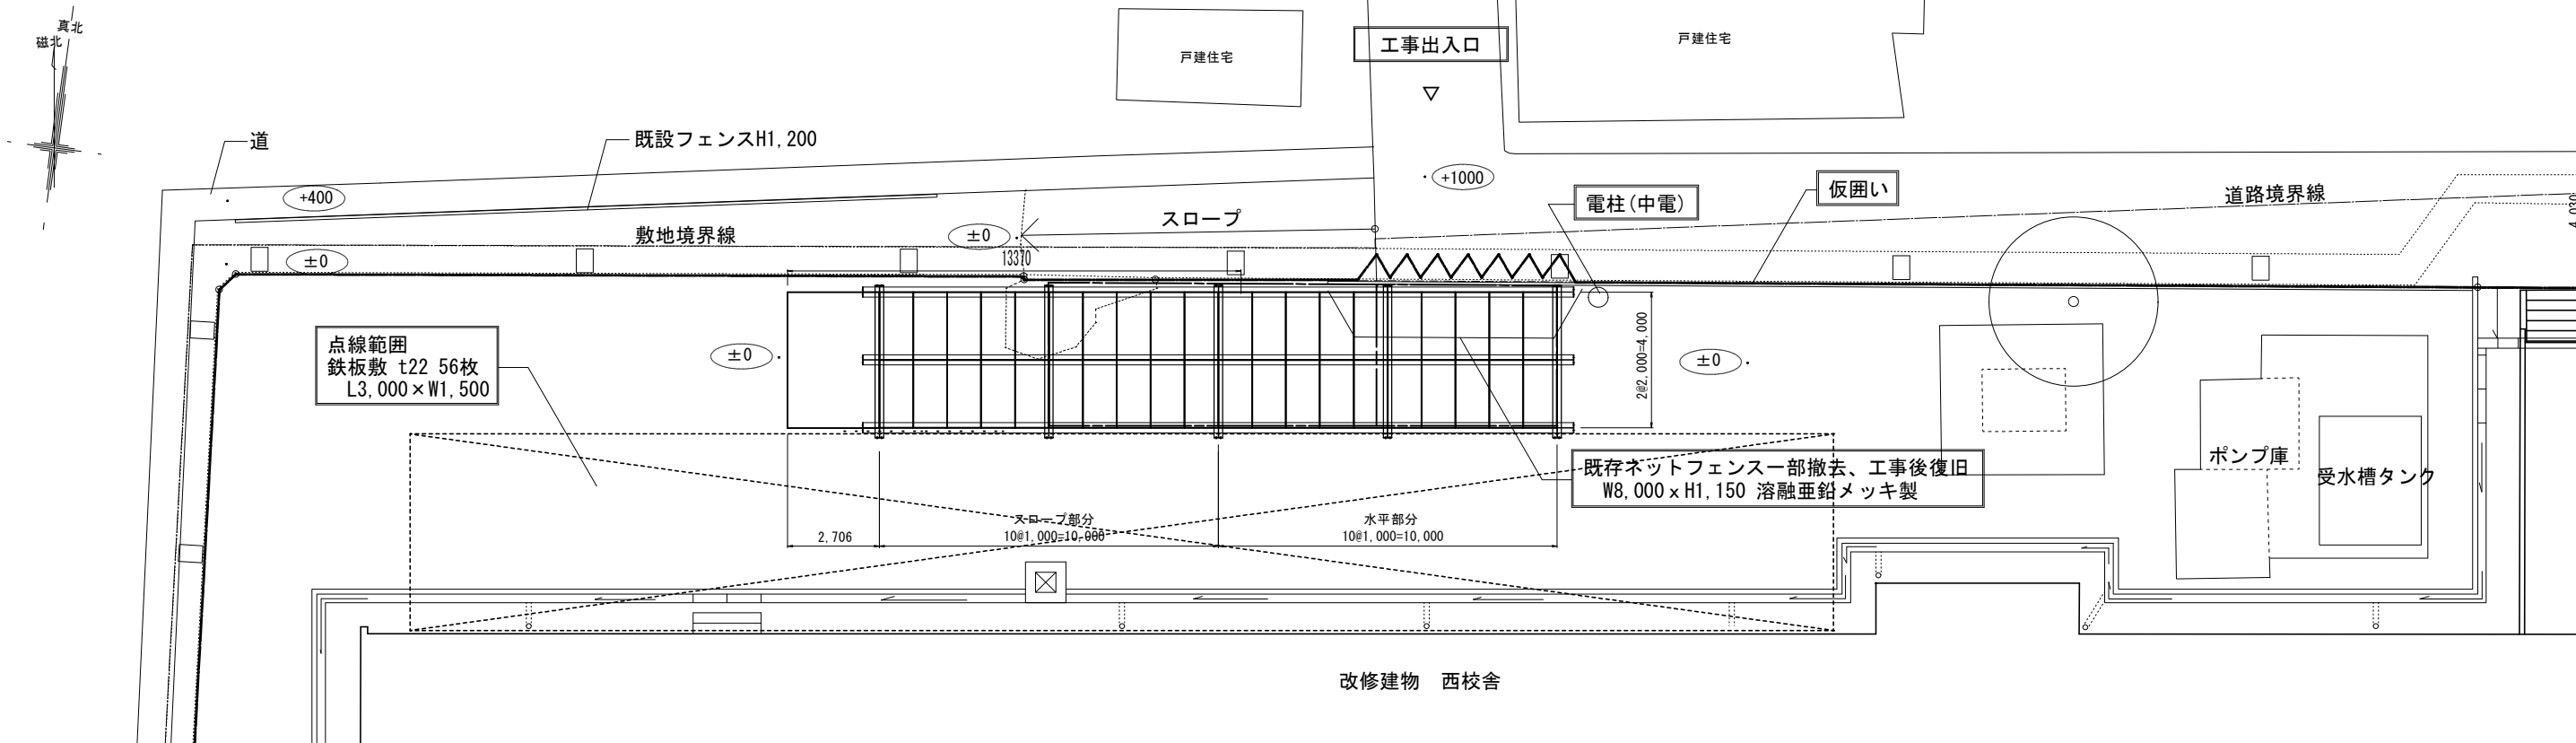 真北
磁北
道
既設フェンスH1,200
戸建住宅
工事出入口
▽
戸建住宅
+400
+1000
電柱(中電)
仮囲い
道路境界線
4,030
スロープ
敷地境界線
±0
±0
13370
±0
±0
2@2,000=4,000
点線範囲
鉄板敷 t22 56枚
L3,000×W1,500
既存ネットフェンス一部撤去、工事後復旧
W8,000×H1,150 溶融亜鉛メッキ製
ポンプ庫
受水槽タンク
スロープ部分
水平部分
2,706
10@1,000=10,000
10@1,000=10,000
改修建物 西校舎